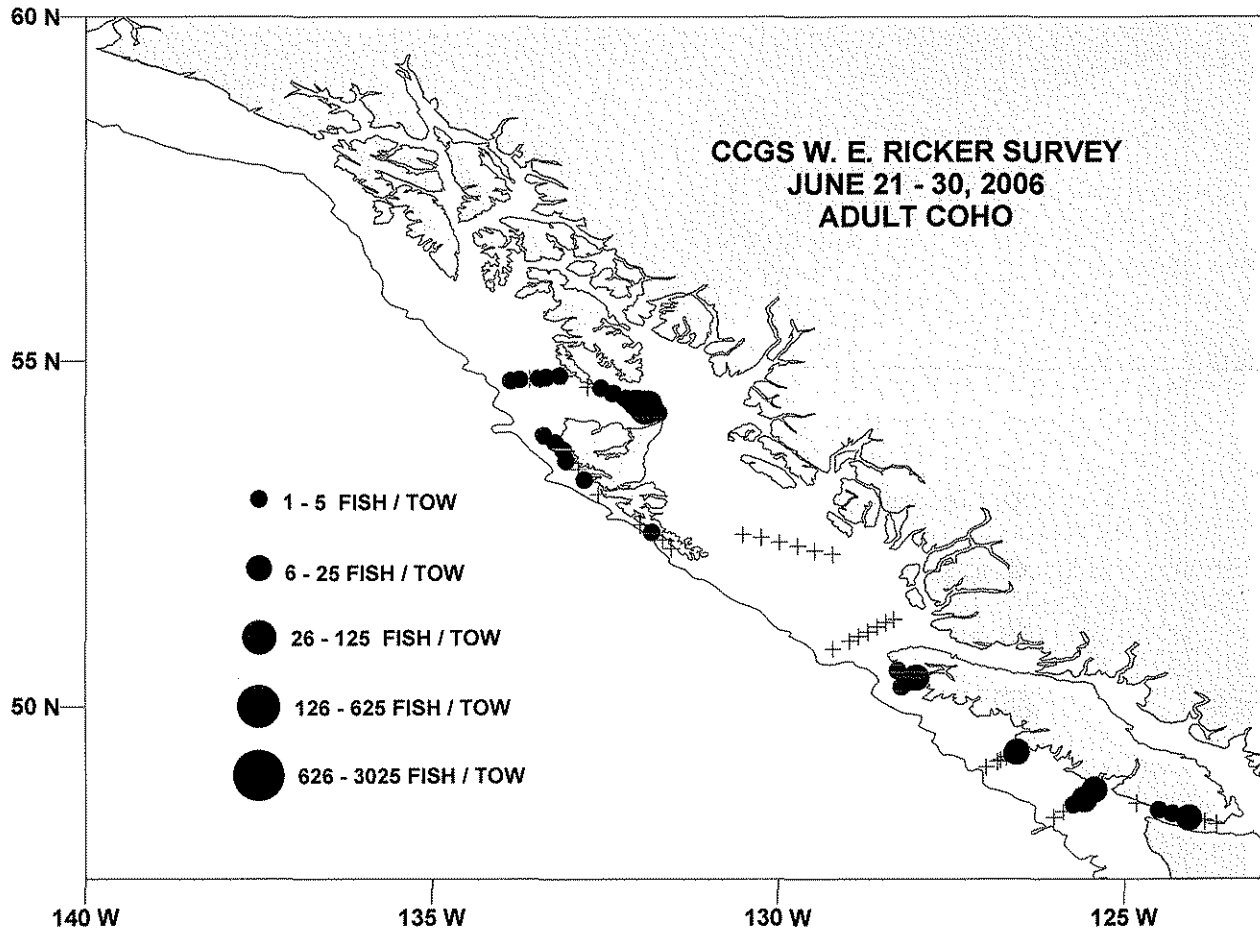 60 N
CCGS W. E. RICKER SURVEY
JUNE 21 - 30, 2006
ADULT COHO
55 N
1 - 5 FISH / TOW
6 - 25 FISH / TOW
26 - 125 FISH / TOW
50 N
126 - 625 FISH / TOW
626 - 3025 FISH / TOW
140 W
135 W
130 W
125 W